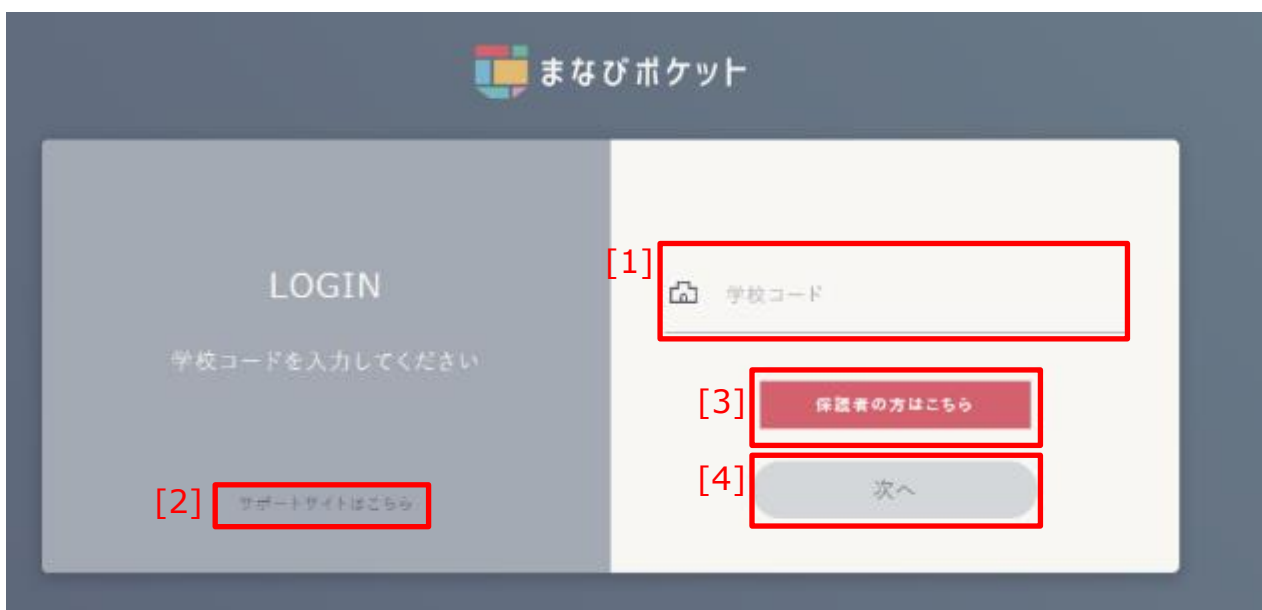 まなびポケット
LOGIN
学校コードを入力してください
[2] サポートサイトはこちら
[1] 学校コード
[3] 保護者の方はこちら
[4] 次へ